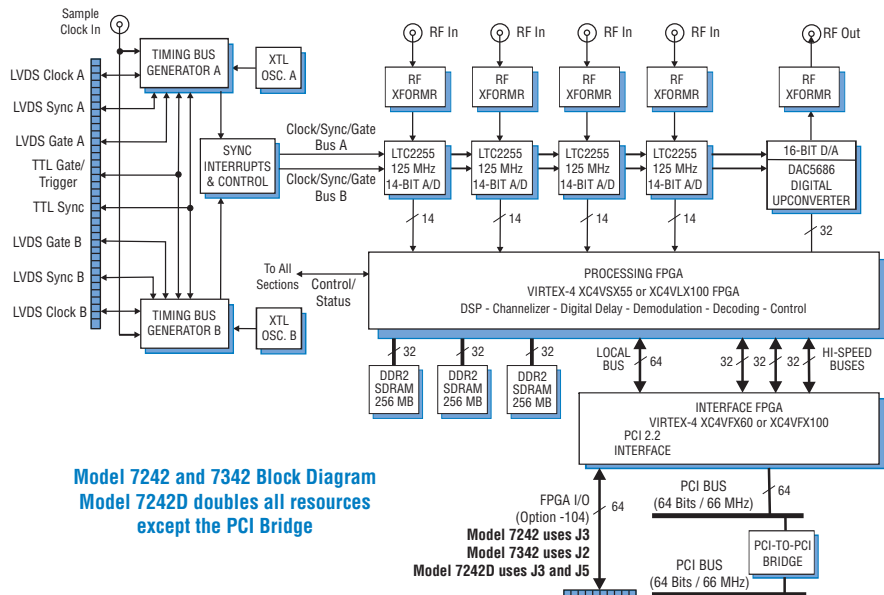 Sample
Clock In
TIMING BUS
GENERATOR A
XTL
OSC. A
LVDS Clock A
LVDS Sync A
LVDS Gate A
TTL Gate/
Trigger
TTL Sync
LVDS Gate B
LVDS Sync B
LVDS Clock B
SYNC
INTERRUPTS
& CONTROL
TIMING BUS
GENERATOR B
XTL
OSC. B
Clock/Sync/Gate
Bus A
Clock/Sync/Gate
Bus B
RF In
RF In
RF In
RF In
RF Out
RF
XFORMR
RF
XFORMR
RF
XFORMR
RF
XFORMR
RF
XFORMR
LTC2255
125 MHz
14-BIT A/D
LTC2255
125 MHz
14-BIT A/D
LTC2255
125 MHz
14-BIT A/D
LTC2255
125 MHz
14-BIT A/D
16-BIT D/A
DAC5686
DIGITAL
UPCONVERTER
14
14
14
14
32
To All
Sections
Control/
Status
PROCESSING FPGA
VIRTEX-4 XC4VSX55 or XC4VLX100 FPGA
DSP - Channelizer - Digital Delay - Demodulation - Decoding - Control
32
32
32
DDR2
SDRAM
256 MB
DDR2
SDRAM
256 MB
DDR2
SDRAM
256 MB
LOCAL
BUS
64
32
32
32
HI-SPEED
BUSES
INTERFACE FPGA
VIRTEX-4 XC4VFX60 or XC4VFX100
PCI 2.2
INTERFACE
Model 7242 and 7342 Block Diagram
Model 7242D doubles all resources
except the PCI Bridge
FPGA I/O
(Option -104)
64
Model 7242 uses J3
Model 7342 uses J2
Model 7242D uses J3 and J5
PCI BUS
(64 Bits / 66 MHz)
64
PCI-TO-PCI
BRIDGE
PCI BUS
(64 Bits / 66 MHz)